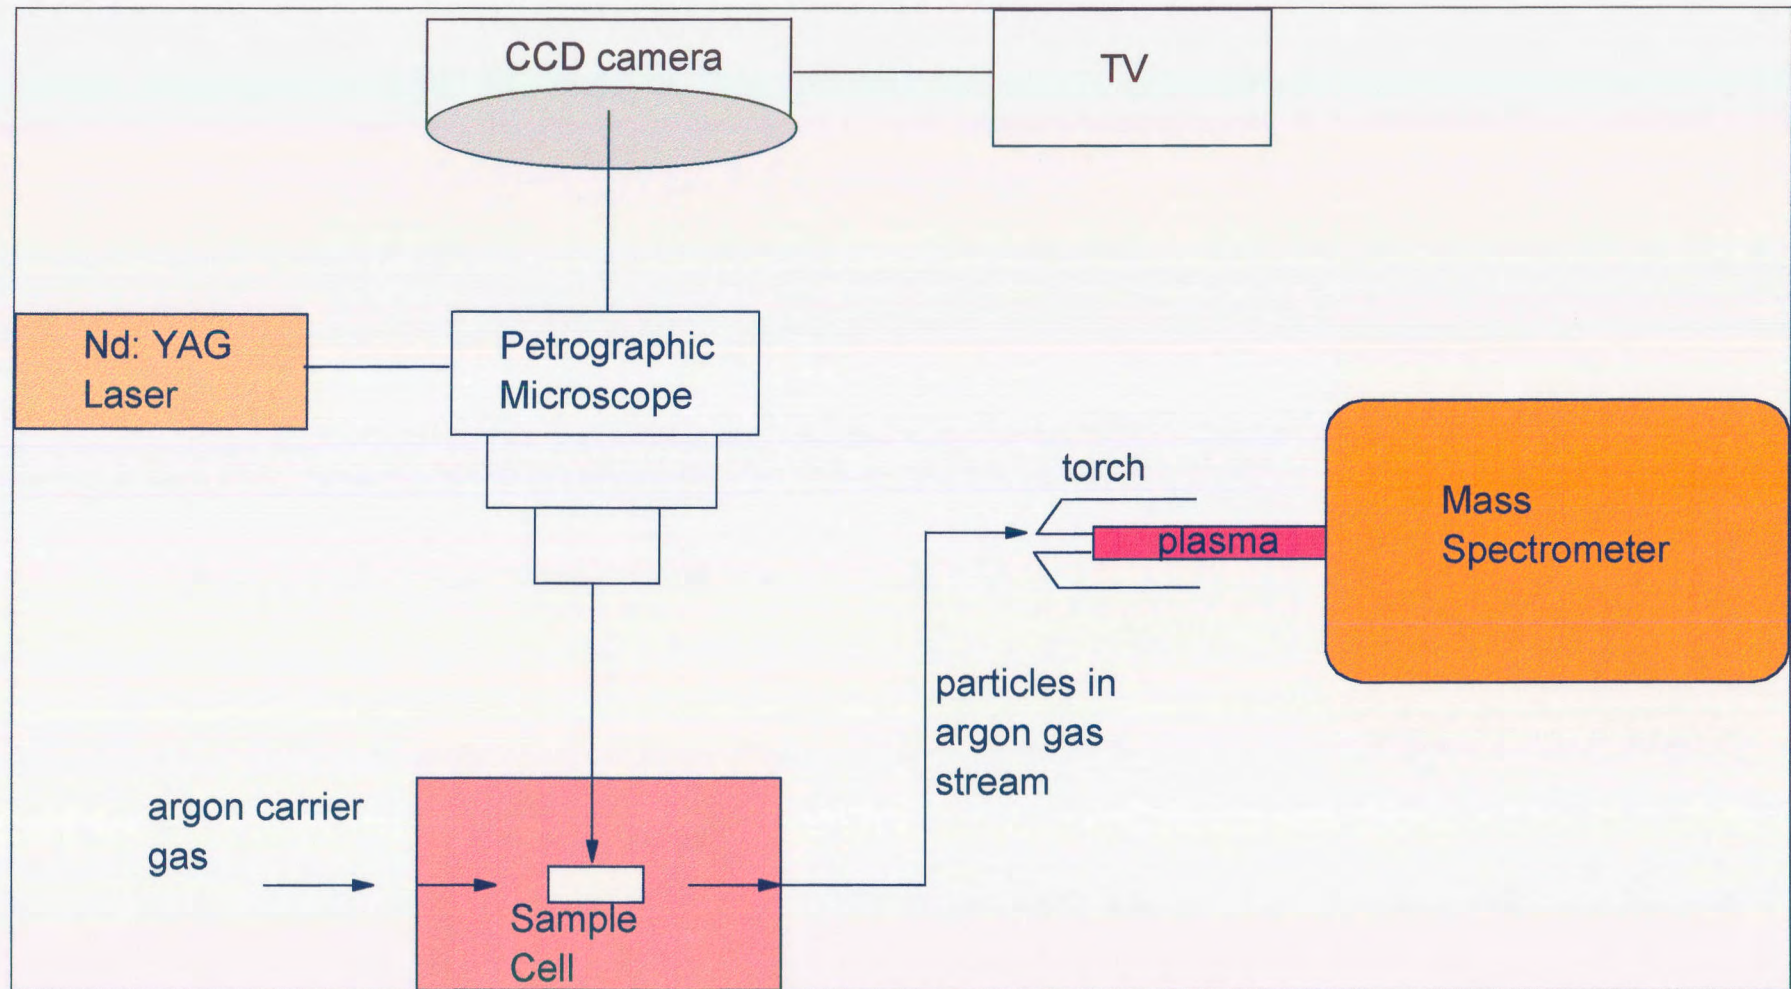 CCD camera
TV
Nd: YAG
Laser
Petrographic
Microscope
torch
plasma
Mass
Spectrometer
particles in
argon gas
stream
argon carrier
gas
Sample
Cell